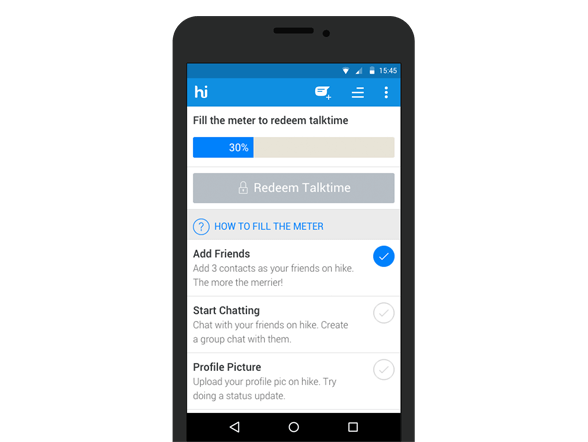 15:45
hi
Fill the meter to redeem talktime
30%
Redeem Talktime
? HOW TO FILL THE METER
Add Friends
Add 3 contacts as your friends on hike.
The more the merrier!
Start Chatting
Chat with your friends on hike. Create
a group chat with them.
Profile Picture
Upload your profile pic on hike. Try
doing a status update.